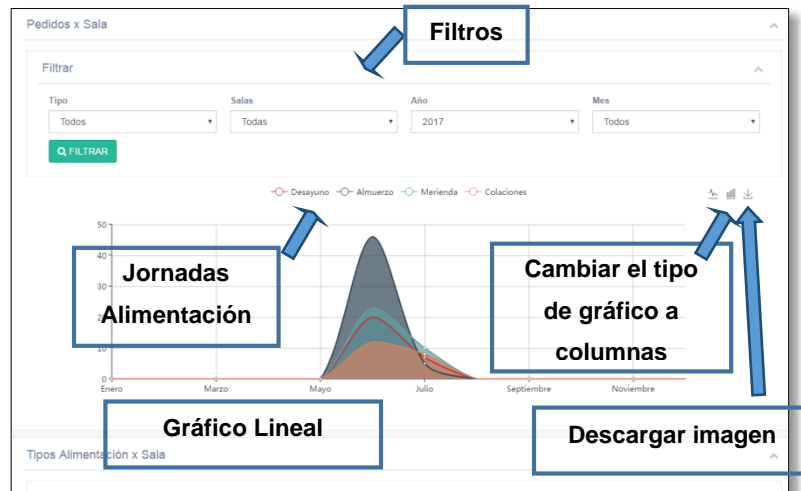 Pedidos x Sala
Filtros
Filtrar
Tipo Salas Año Mes
Todos Todas 2017 Todos
FILTRAR
Desayuno Almuerzo Merienda Colaciones
50
40
30
10
0
Jornadas
Alimentación
Cambiar el tipo
de gráfico a
columnas
Enero Marzo Mayo Julio Septiembre Noviembre
Gráfico Lineal
Descargar imagen
Tipos Alimentación x Sala